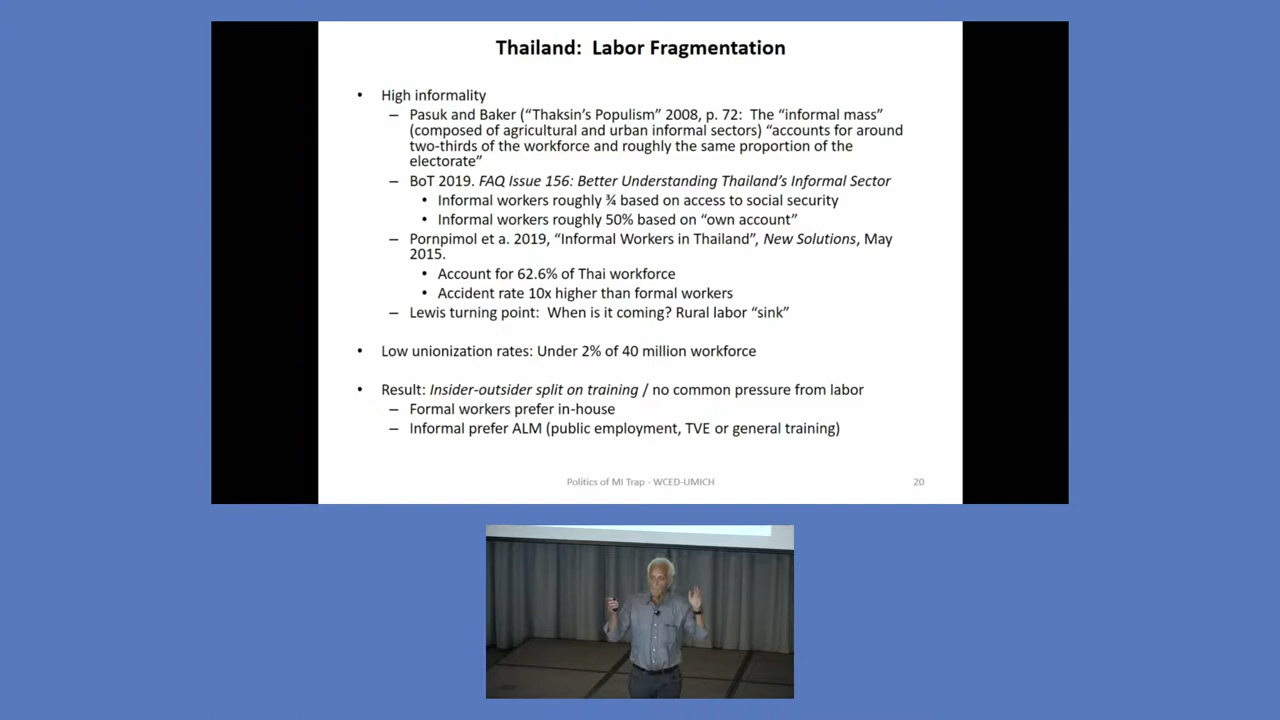 Thailand: Labor Fragmentation
• High informality
– Pasuk and Baker (“Thaksin’s Populism” 2008, p. 72: The “informal mass”
(composed of agricultural and urban informal sectors) “accounts for around
two-thirds of the workforce and roughly the same proportion of the
electorate”
– BoT 2019. FAQ Issue 156: Better Understanding Thailand’s Informal Sector
• Informal workers roughly ¾ based on access to social security
• Informal workers roughly 50% based on “own account”
– Pornpimol et a. 2019, “Informal Workers in Thailand”, New Solutions, May
2015.
• Account for 62.6% of Thai workforce
• Accident rate 10x higher than formal workers
– Lewis turning point: When is it coming? Rural labor “sink”
• Low unionization rates: Under 2% of 40 million workforce
• Result: Insider-outsider split on training / no common pressure from labor
– Formal workers prefer in-house
– Informal prefer ALM (public employment, TVE or general training)
Politics of MI Trap - WCED-UMICH
20